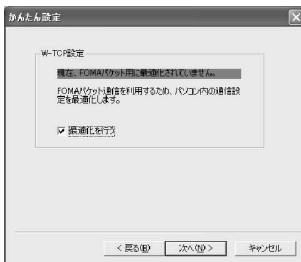 かんたん設定
W-TCP設定
現在、FOMAパケット用に最適化されていません。
FOMAパケット通信を利用するため、パソコン内の通信設
定を最適化します。
最適化を行う
< 戻る(B)
次へ(N) >
キャンセル